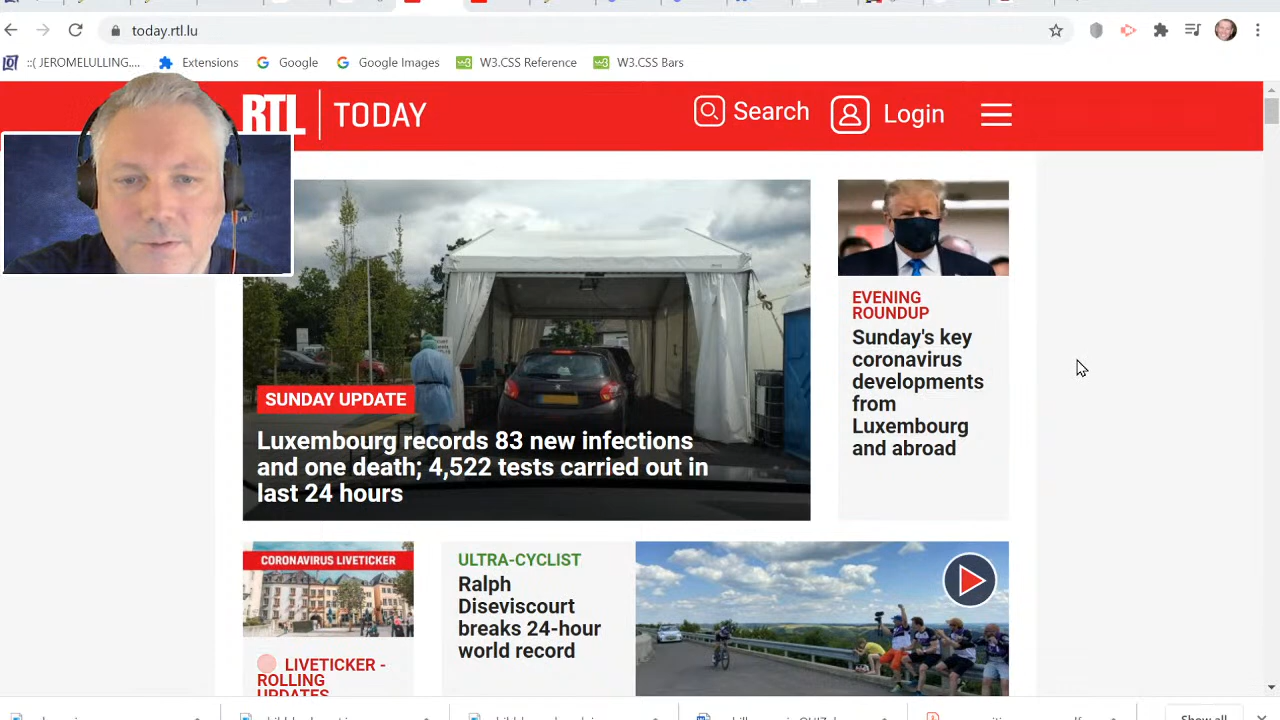 today.rtl.lu
::( JEROMELULLING.... Extensions Google Google Images W3.CSS Reference W3.CSS Bars
RTL TODAY Search Login
SUNDAY UPDATE
Luxembourg records 83 new infections
and one death; 4,522 tests carried out in
last 24 hours
EVENING
ROUNDUP
Sunday's key
coronavirus
developments
from
Luxembourg
and abroad
CORONAVIRUS LIVETICKER
LIVETICKER -
ROLLING
UPDATES
ULTRA-CYCLIST
Ralph
Diseviscourt
breaks 24-hour
world record
Show all